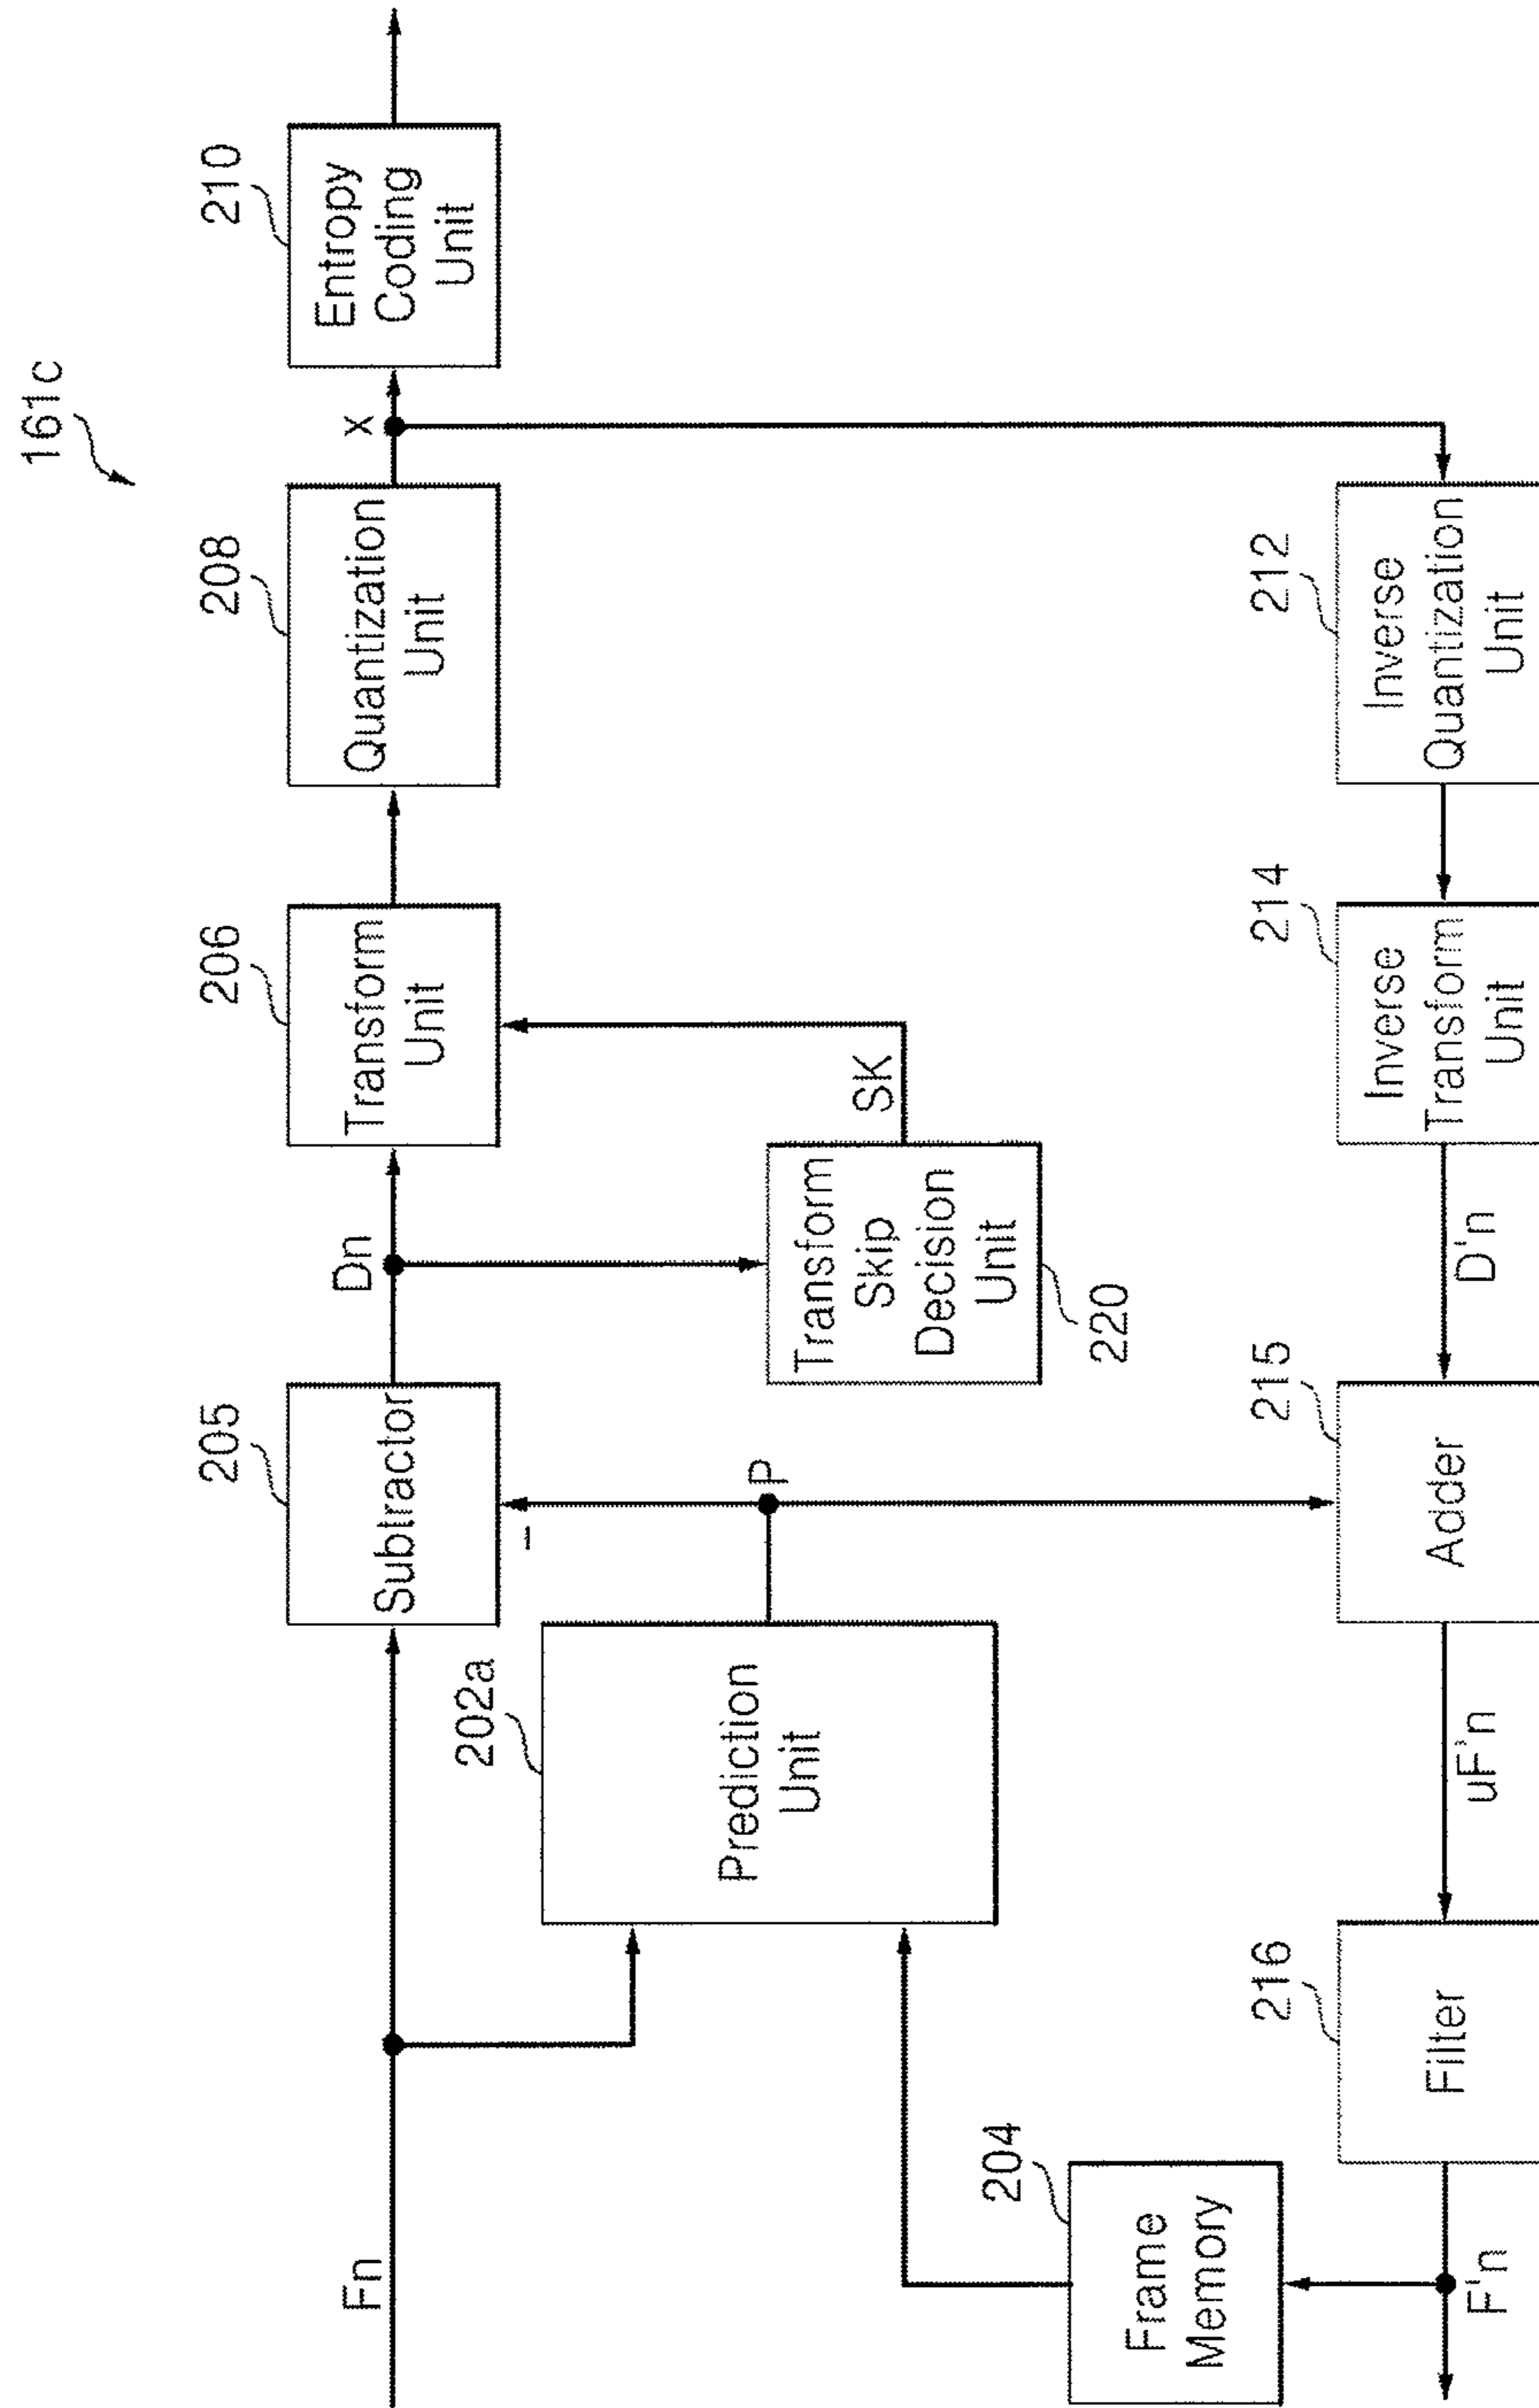 161c
Fn
205
Subtractor
Dn
206
Transform
Unit
208
Quantization
Unit
x
210
Entropy
Coding
Unit
202a
Prediction
Unit
-
P
Transform
Skip
Decision
Unit
220
SK
204
Frame
Memory
F'n
216
Filter
uF'n
215
Adder
D'n
214
Inverse
Transform
Unit
212
Inverse
Quantization
Unit